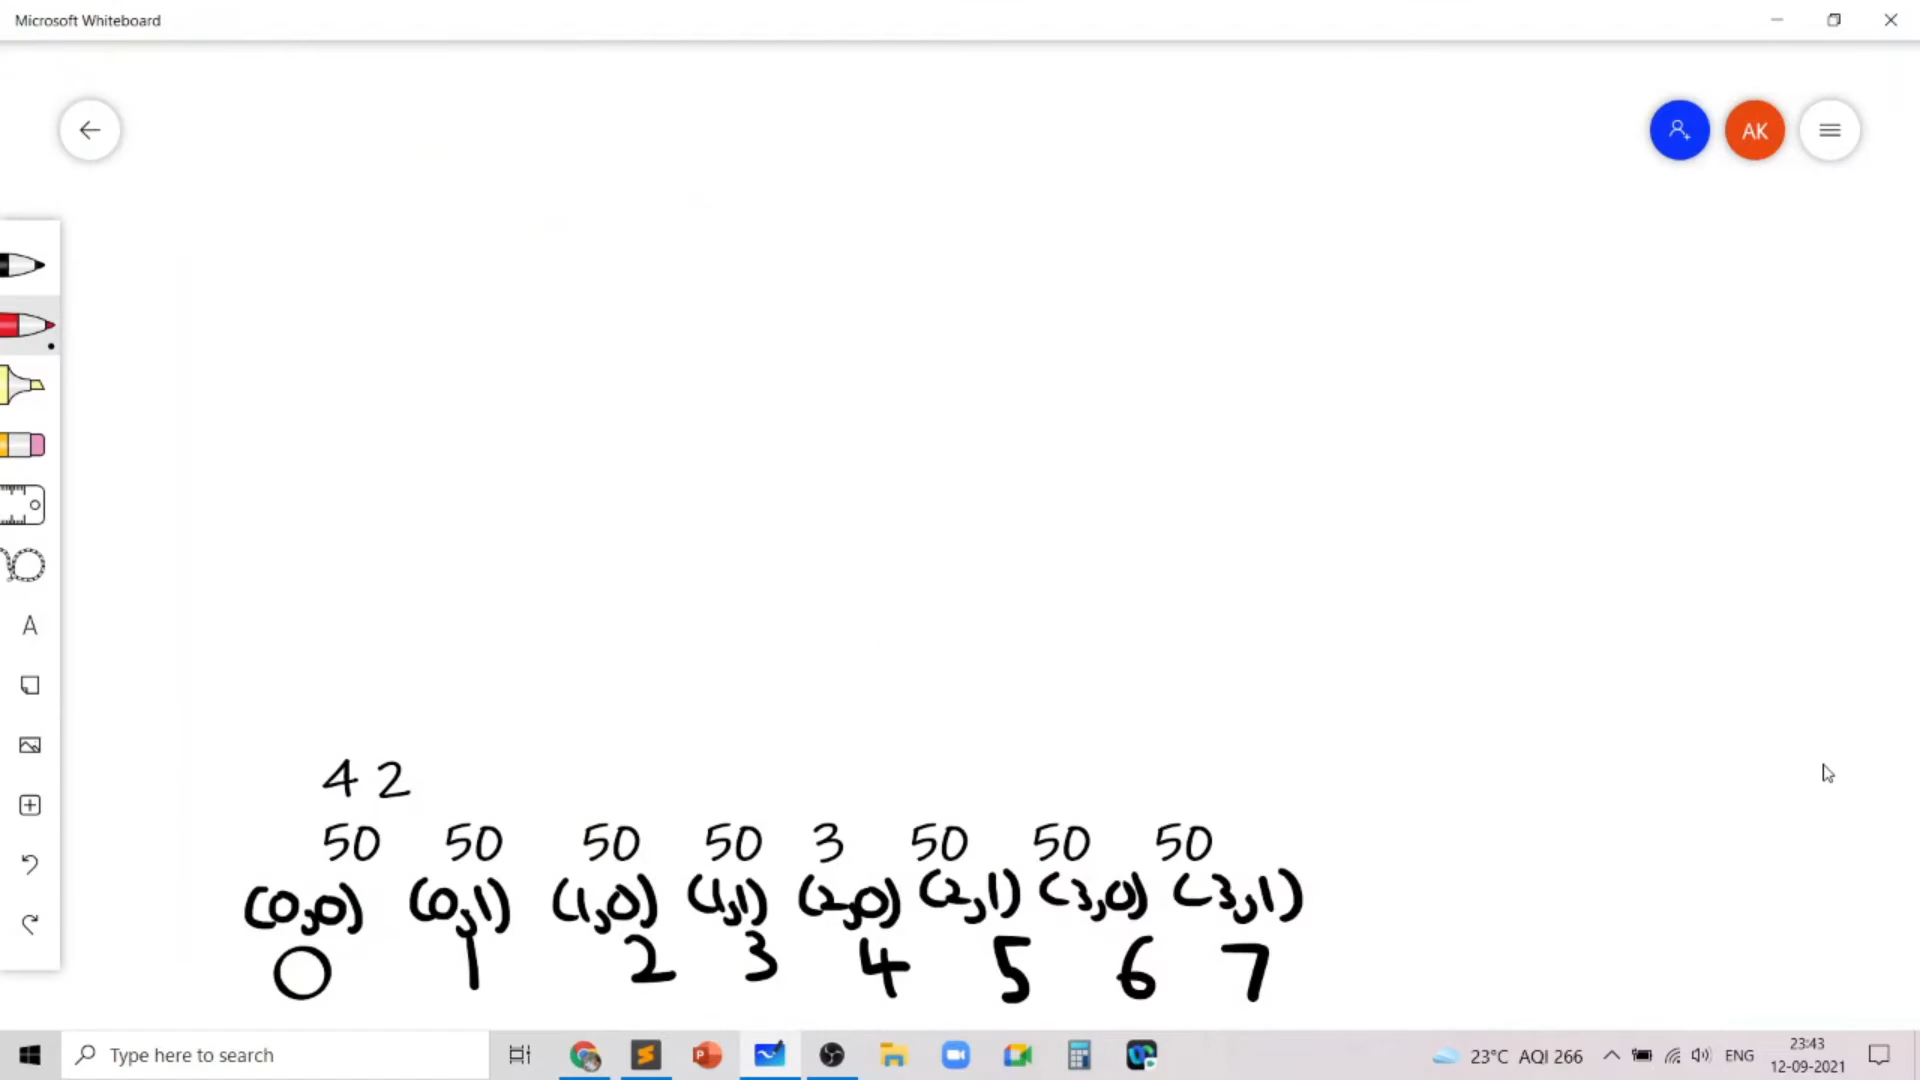 Microsoft Whiteboard
AK
A
4 2
50 50 50 50 3 50 50 50
(0,0) (0,1) (1,0) (1,1) (2,0) (2,1) (3,0) (3,1)
0 1 2 3 4 5 6 7
Type here to search
23°C AQI 266
ENG
23:43
12-09-2021